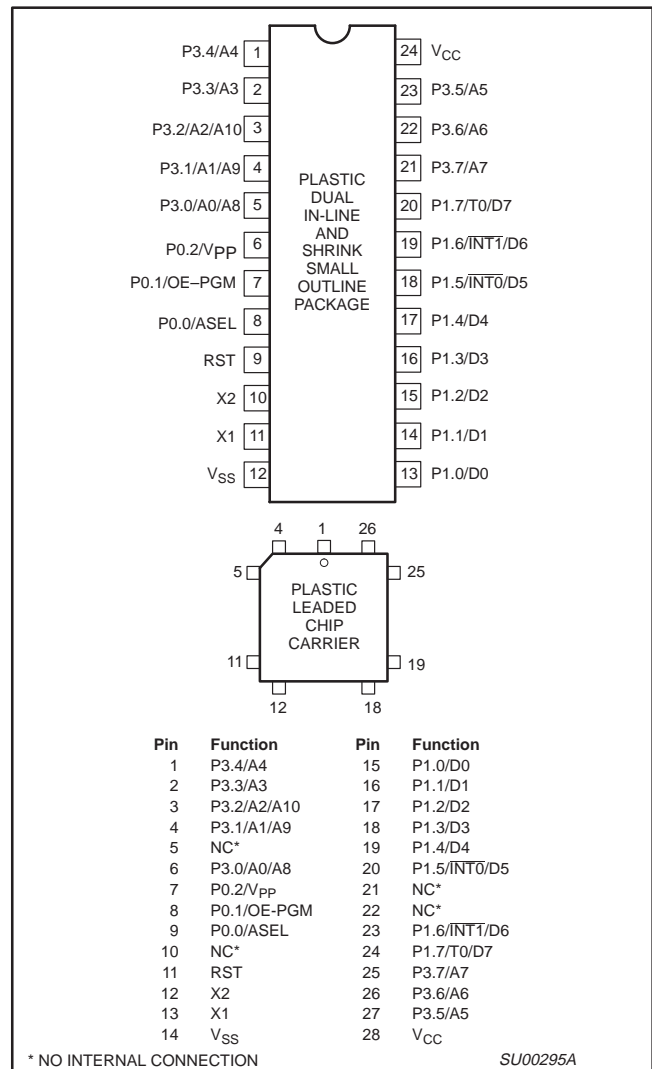 P3.4/A4 1 24 VCC
P3.3/A3 2 23 P3.5/A5
P3.2/A2/A10 3 22 P3.6/A6
P3.1/A1/A9 4 21 P3.7/A7
P3.0/A0/A8 5 20 P1.7/T0/D7
P0.2/VPP 6 19 P1.6/INT1/D6
P0.1/OE–PGM 7 18 P1.5/INT0/D5
P0.0/ASEL 8 17 P1.4/D4
RST 9 16 P1.3/D3
X2 10 15 P1.2/D2
X1 11 14 P1.1/D1
VSS 12 13 P1.0/D0
PLASTIC
DUAL
IN-LINE
AND
SHRINK
SMALL
OUTLINE
PACKAGE
4 1 26
5 25
PLASTIC
LEADED
CHIP
CARRIER
11 19
12 18
Pin Function Pin Function
1 P3.4/A4 15 P1.0/D0
2 P3.3/A3 16 P1.1/D1
3 P3.2/A2/A10 17 P1.2/D2
4 P3.1/A1/A9 18 P1.3/D3
5 NC* 19 P1.4/D4
6 P3.0/A0/A8 20 P1.5/INT0/D5
7 P0.2/VPP 21 NC*
8 P0.1/OE-PGM 22 NC*
9 P0.0/ASEL 23 P1.6/INT1/D6
10 NC* 24 P1.7/T0/D7
11 RST 25 P3.7/A7
12 X2 26 P3.6/A6
13 X1 27 P3.5/A5
14 VSS 28 VCC
* NO INTERNAL CONNECTION SU00295A